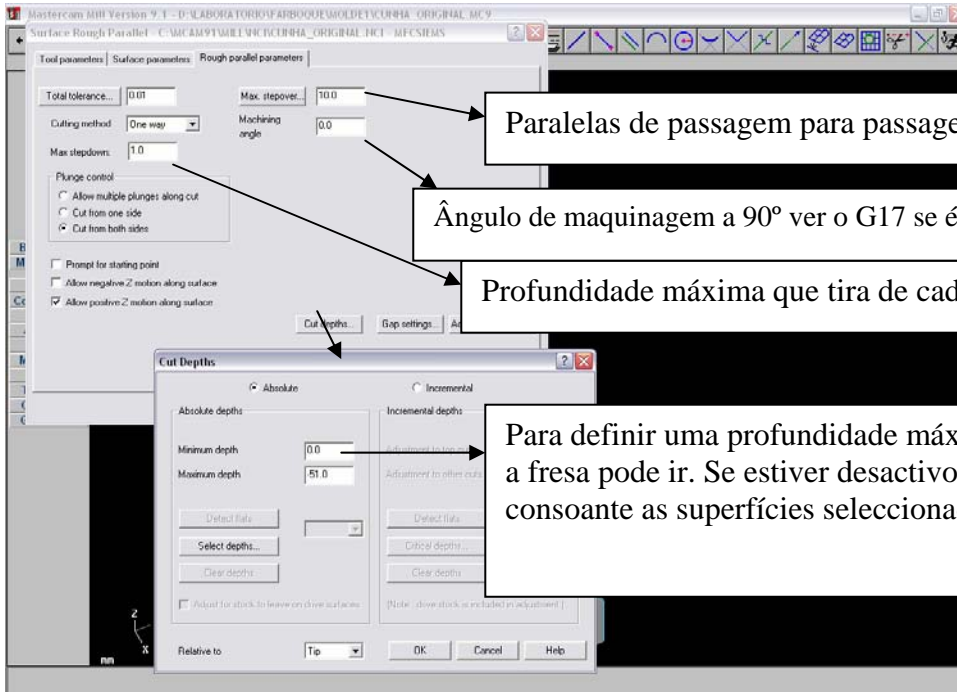 Mastercam Mill Version 9.1 - D:\LABORATORIO\FARBOQUE\MOLDE1\CUNHA_ORIGINAL.MC9
Surface Rough Parallel - C:\MCAM91\MILL\NCI\CUNHA_ORIGINAL.NCI - MPCSIEMS
Tool parameters
Surface parameters
Rough parallel parameters
Total tolerance...
0.01
Max. stepover...
10.0
Cutting method
One way
Machining angle
0.0
Max stepdown:
1.0
Paralelas de passagem para
Plunge control
Allow multiple plunges along cut
Cut from one side
Cut from both sides
Ângulo de maquinagem a 90º ver o G17 se é
Prompt for starting point
Allow negative Z motion along surface
Allow positive Z motion along surface
Profundidade máxima que tira de
Cut depths...
Gap settings...
Cut Depths
Absolute
Incremental
Absolute depths
Incremental depths
Minimum depth
0.0
Adjustment to top cut
Maximum depth
-51.0
Adjustment to other cuts
Para definir uma profundidade
a fresa pode ir. Se estiver desactivo
consoante as superfícies
Detect flats
Detect flats
Select depths...
Critical depths...
Clear depths
Clear depths
Adjust for stock to leave on drive surfaces
(Note : drive stock is included in adjustment.)
Relative to
Tip
OK
Cancel
Help
Z
X
mm